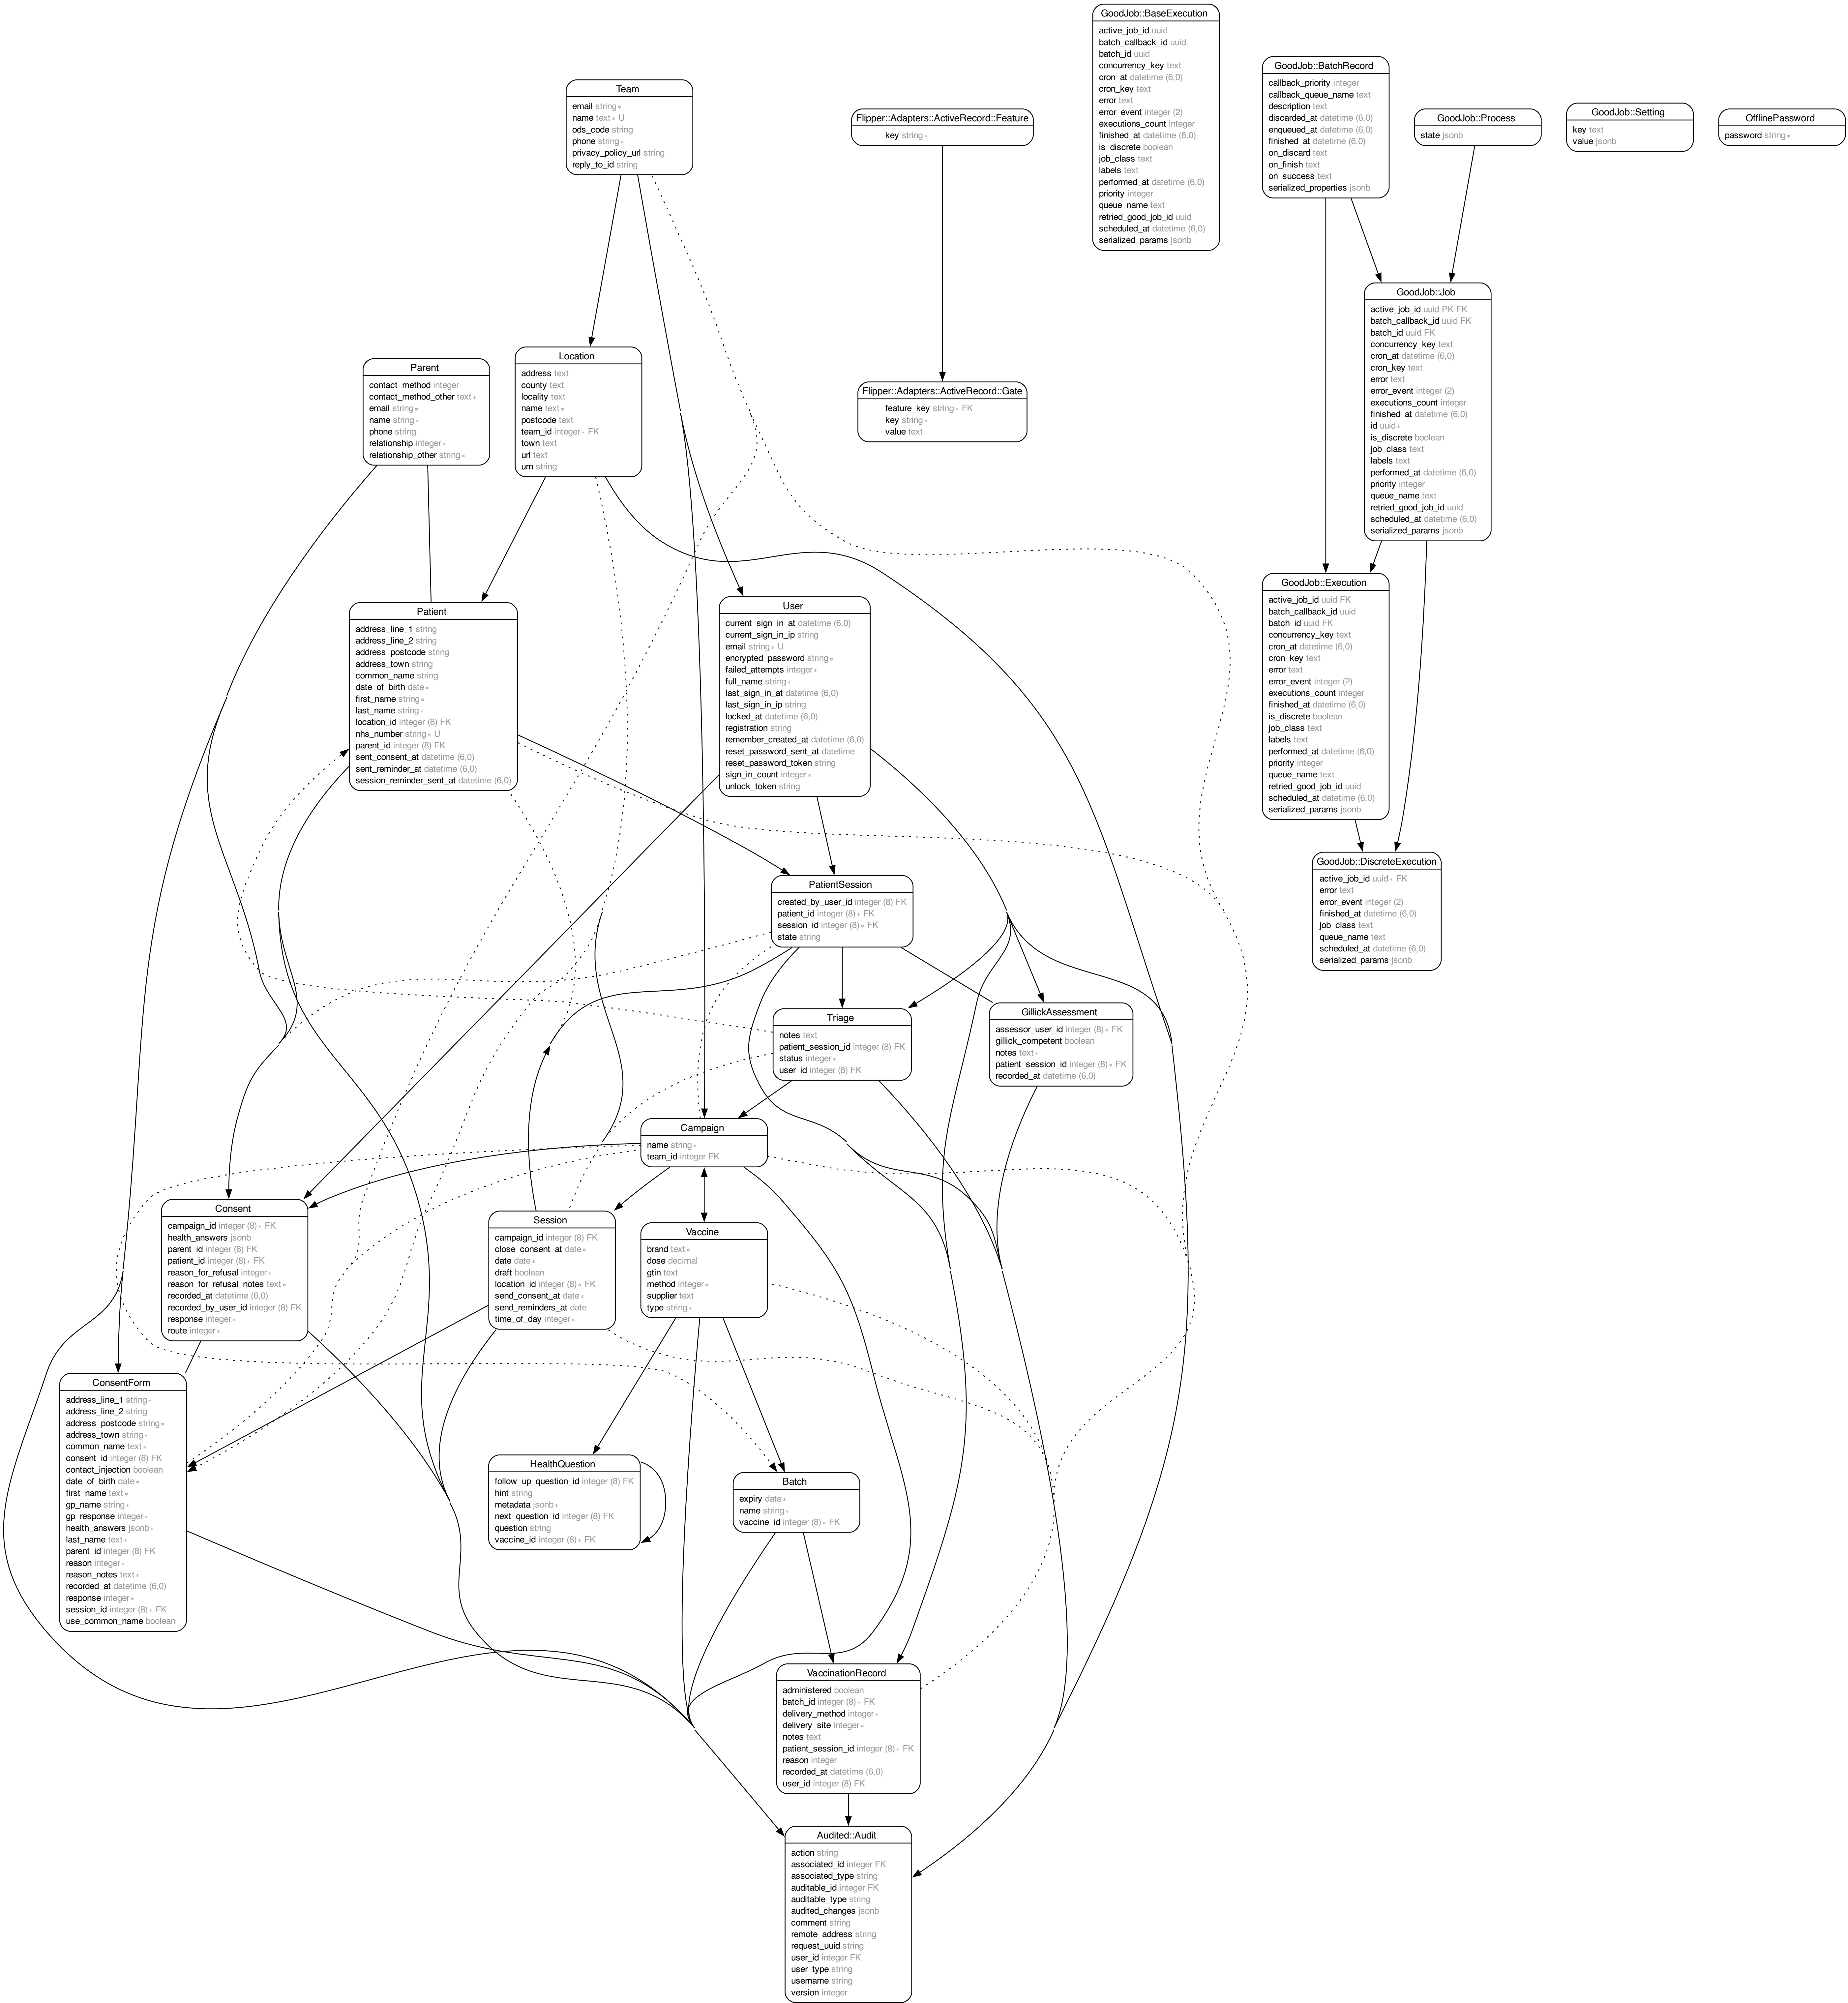 GoodJob::BaseExecution
active_job_id uuid
batch_callback_id uuid
batch_id uuid
concurrency_key text
cron_at datetime (6,0)
cron_key text
error text
error_event integer (2)
executions_count integer
finished_at datetime (6,0)
is_discrete boolean
job_class text
labels text
performed_at datetime (6,0)
priority integer
queue_name text
retried_good_job_id uuid
scheduled_at datetime (6,0)
serialized_params jsonb
GoodJob::BatchRecord
callback_priority integer
callback_queue_name text
description text
discarded_at datetime (6,0)
enqueued_at datetime (6,0)
finished_at datetime (6,0)
on_discard text
on_finish text
on_success text
serialized_properties jsonb
Team
email string ∗
name text ∗ U
ods_code string
phone string ∗
privacy_policy_url string
reply_to_id string
Flipper::Adapters::ActiveRecord::Feature
key string ∗
GoodJob::Process
state jsonb
GoodJob::Setting
key text
value jsonb
OfflinePassword
password string ∗
GoodJob::Job
active_job_id uuid PK FK
batch_callback_id uuid FK
batch_id uuid FK
concurrency_key text
cron_at datetime (6,0)
cron_key text
error text
error_event integer (2)
executions_count integer
finished_at datetime (6,0)
id uuid ∗
is_discrete boolean
job_class text
labels text
performed_at datetime (6,0)
priority integer
queue_name text
retried_good_job_id uuid
scheduled_at datetime (6,0)
serialized_params jsonb
Parent
contact_method integer
contact_method_other text ∗
email string ∗
name string ∗
phone string
relationship integer ∗
relationship_other string ∗
Location
address text
county text
locality text
name text ∗
postcode text
team_id integer ∗ FK
town text
url text
urn string
Flipper::Adapters::ActiveRecord::Gate
feature_key string ∗ FK
key string ∗
value text
GoodJob::Execution
active_job_id uuid FK
batch_callback_id uuid
batch_id uuid FK
concurrency_key text
cron_at datetime (6,0)
cron_key text
error text
error_event integer (2)
executions_count integer
finished_at datetime (6,0)
is_discrete boolean
job_class text
labels text
performed_at datetime (6,0)
priority integer
queue_name text
retried_good_job_id uuid
scheduled_at datetime (6,0)
serialized_params jsonb
Patient
address_line_1 string
address_line_2 string
address_postcode string
address_town string
common_name string
date_of_birth date ∗
first_name string ∗
last_name string ∗
location_id integer (8) FK
nhs_number string ∗ U
parent_id integer (8) FK
sent_consent_at datetime (6,0)
sent_reminder_at datetime (6,0)
session_reminder_sent_at datetime (6,0)
User
current_sign_in_at datetime (6,0)
current_sign_in_ip string
email string ∗ U
encrypted_password string ∗
failed_attempts integer ∗
full_name string ∗
last_sign_in_at datetime (6,0)
last_sign_in_ip string
locked_at datetime (6,0)
registration string
remember_created_at datetime (6,0)
reset_password_sent_at datetime
reset_password_token string
sign_in_count integer ∗
unlock_token string
GoodJob::DiscreteExecution
active_job_id uuid ∗ FK
error text
error_event integer (2)
finished_at datetime (6,0)
job_class text
queue_name text
scheduled_at datetime (6,0)
serialized_params jsonb
PatientSession
created_by_user_id integer (8) FK
patient_id integer (8) ∗ FK
session_id integer (8) ∗ FK
state string
Triage
notes text
patient_session_id integer (8) FK
status integer ∗
user_id integer (8) FK
GillickAssessment
assessor_user_id integer (8) ∗ FK
gillick_competent boolean
notes text ∗
patient_session_id integer (8) ∗ FK
recorded_at datetime (6,0)
Campaign
name string ∗
team_id integer FK
Consent
campaign_id integer (8) ∗ FK
health_answers jsonb
parent_id integer (8) FK
patient_id integer (8) ∗ FK
reason_for_refusal integer ∗
reason_for_refusal_notes text ∗
recorded_at datetime (6,0)
recorded_by_user_id integer (8) FK
response integer ∗
route integer ∗
Session
campaign_id integer (8) FK
close_consent_at date ∗
date date ∗
draft boolean
location_id integer (8) ∗ FK
send_consent_at date ∗
send_reminders_at date
time_of_day integer ∗
Vaccine
brand text ∗
dose decimal
gtin text
method integer ∗
supplier text
type string ∗
ConsentForm
address_line_1 string ∗
address_line_2 string
address_postcode string ∗
address_town string ∗
common_name text ∗
consent_id integer (8) FK
contact_injection boolean
date_of_birth date ∗
first_name text ∗
gp_name string ∗
gp_response integer ∗
health_answers jsonb ∗
last_name text ∗
parent_id integer (8) FK
reason integer ∗
reason_notes text ∗
recorded_at datetime (6,0)
response integer ∗
session_id integer (8) ∗ FK
use_common_name boolean
HealthQuestion
follow_up_question_id integer (8) FK
hint string
metadata jsonb ∗
next_question_id integer (8) FK
question string
vaccine_id integer (8) ∗ FK
Batch
expiry date ∗
name string ∗
vaccine_id integer (8) ∗ FK
VaccinationRecord
administered boolean
batch_id integer (8) ∗ FK
delivery_method integer ∗
delivery_site integer ∗
notes text
patient_session_id integer (8) ∗ FK
reason integer
recorded_at datetime (6,0)
user_id integer (8) FK
Audited::Audit
action string
associated_id integer FK
associated_type string
auditable_id integer FK
auditable_type string
audited_changes jsonb
comment string
remote_address string
request_uuid string
user_id integer FK
user_type string
username string
version integer